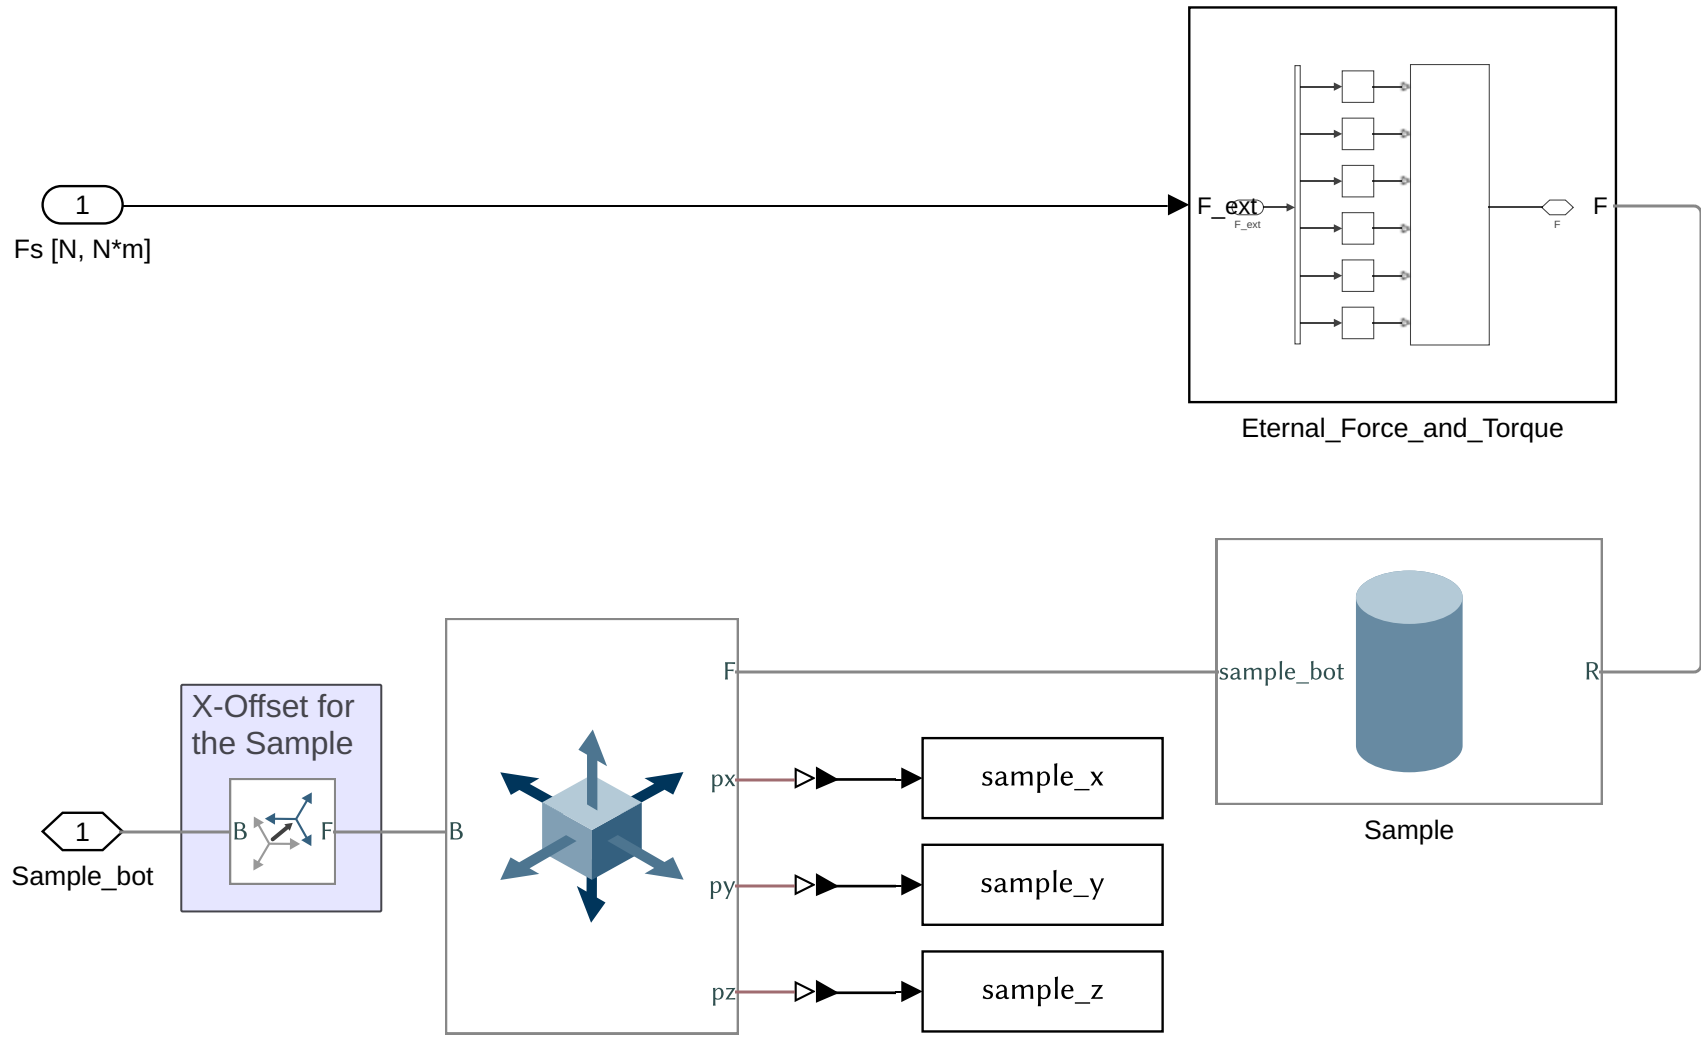 1
Fs [N, N*m]
F_ext
F_ext
F
F
Eternal_Force_and_Torque
X-Offset for
the Sample
1
Sample_bot
B
F
B
F
px
py
pz
sample_x
sample_y
sample_z
sample_bot
R
Sample